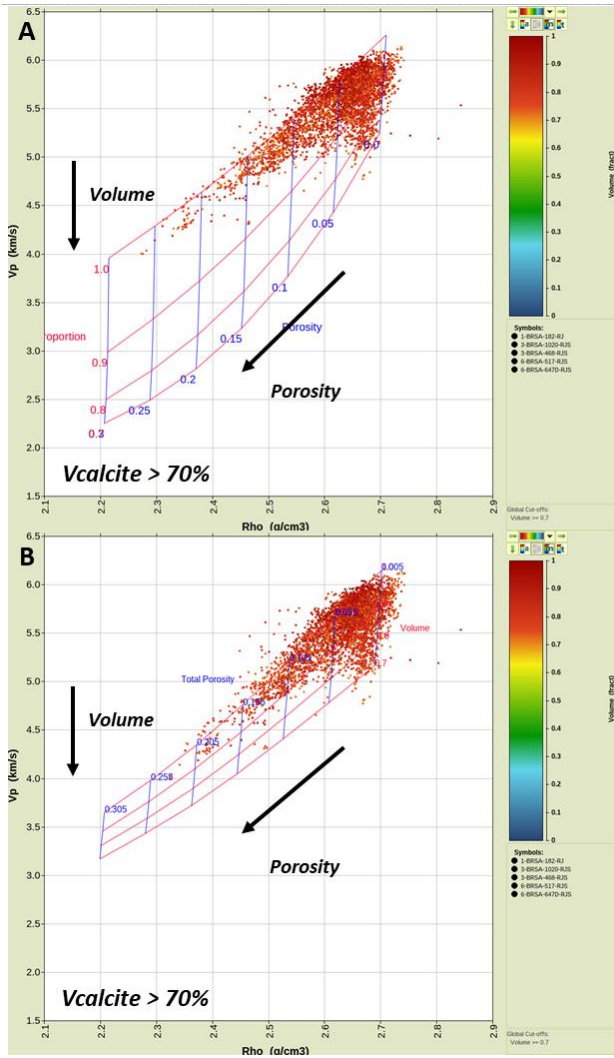 A
6.5
6.0
5.5
5.0
4.5
4.0
3.5
3.0
2.5
2.0
1.5
Vp (km/s)
Volume
1.0
0.9
0.8
roportion
0.0
0.05
0.1
0.15
0.2
0.25
Porosity
Porosity
Vcalcite > 70%
2.1 2.2 2.3 2.4 2.5 2.6 2.7 2.8 2.9
Rho (g/cm3)
1
0.9
0.8
0.7
0.6
0.5
0.4
0.3
0.2
0.1
0
Volume (fract)
Symbols:
1-BRSA-182-RJ
3-BRSA-1020-RJS
3-BRSA-468-RJS
6-BRSA-517-RJS
6-BRSA-647D-RJS
Global Cut-offs:
Volume >= 0.7
B
6.5
6.0
5.5
5.0
4.5
4.0
3.5
3.0
2.5
2.0
1.5
Vp (km/s)
0.005
Volume
Total Porosity
0.205
0.255
0.305
Volume
Porosity
Vcalcite > 70%
2.1 2.2 2.3 2.4 2.5 2.6 2.7 2.8 2.9
Rho (g/cm3)
1
0.9
0.8
0.7
0.6
0.5
0.4
0.3
0.2
0.1
0
Volume (fract)
Symbols:
1-BRSA-182-RJ
3-BRSA-1020-RJS
3-BRSA-468-RJS
6-BRSA-517-RJS
6-BRSA-647D-RJS
Global Cut-offs:
Volume >= 0.7